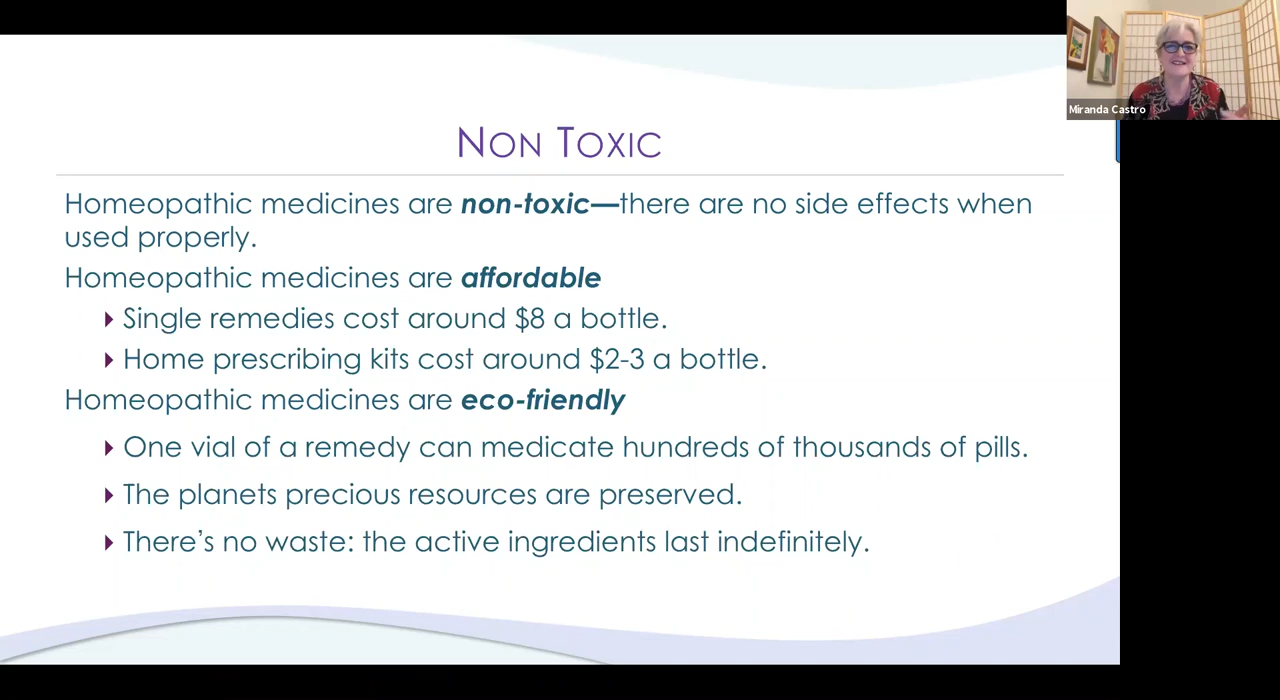 Miranda Castro
NON TOXIC
Homeopathic medicines are non-toxic—there are no side effects when
used properly.
Homeopathic medicines are affordable
Single remedies cost around $8 a bottle.
Home prescribing kits cost around $2-3 a bottle.
Homeopathic medicines are eco-friendly
One vial of a remedy can medicate hundreds of thousands of pills.
The planets precious resources are preserved.
There's no waste: the active ingredients last indefinitely.